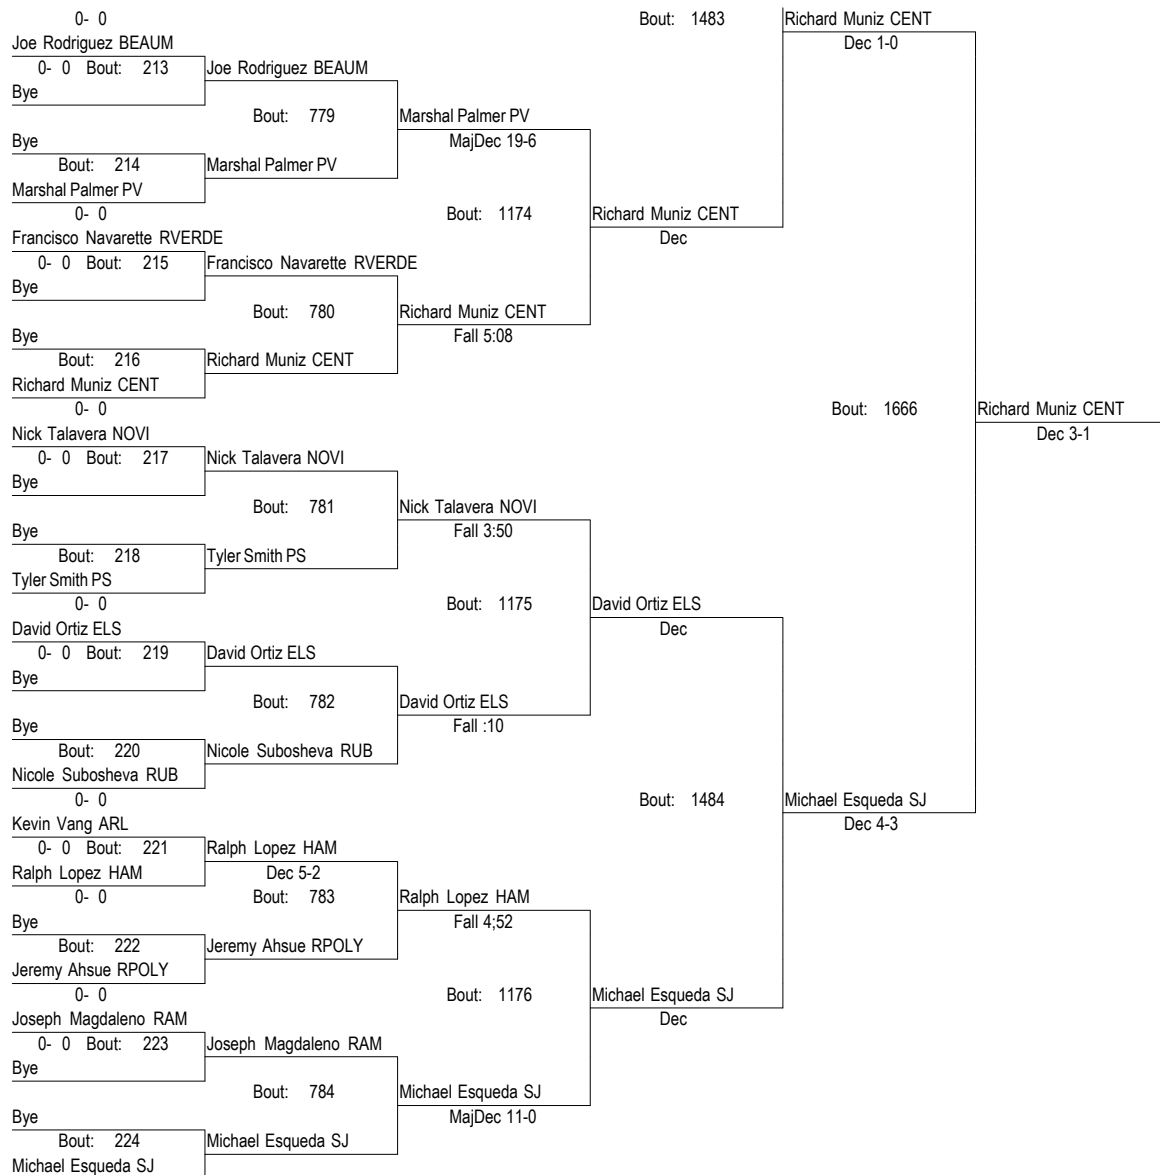 0- 0
Bout: 1483
Richard Muniz CENT
Joe Rodriguez BEAUM
Dec 1-0
0- 0 Bout: 213
Joe Rodriguez BEAUM
Bye
Bout: 779
Marshal Palmer PV
Bye
MajDec 19-6
Bout: 214
Marshal Palmer PV
Marshal Palmer PV
0- 0
Bout: 1174
Richard Muniz CENT
Francisco Navarette RVERDE
Dec
0- 0 Bout: 215
Francisco Navarette RVERDE
Bye
Bout: 780
Richard Muniz CENT
Bye
Fall 5:08
Bout: 216
Richard Muniz CENT
Richard Muniz CENT
0- 0
Bout: 1666
Richard Muniz CENT
Nick Talavera NOVI
Dec 3-1
0- 0 Bout: 217
Nick Talavera NOVI
Bye
Bout: 781
Nick Talavera NOVI
Bye
Fall 3:50
Bout: 218
Tyler Smith PS
Tyler Smith PS
0- 0
Bout: 1175
David Ortiz ELS
David Ortiz ELS
Dec
0- 0 Bout: 219
David Ortiz ELS
Bye
Bout: 782
David Ortiz ELS
Bye
Fall :10
Bout: 220
Nicole Subosheva RUB
Nicole Subosheva RUB
0- 0
Bout: 1484
Michael Esqueda SJ
Kevin Vang ARL
Dec 4-3
0- 0 Bout: 221
Ralph Lopez HAM
Ralph Lopez HAM
Dec 5-2
0- 0
Bout: 783
Ralph Lopez HAM
Bye
Fall 4;52
Bout: 222
Jeremy Ahsue RPOLY
Jeremy Ahsue RPOLY
0- 0
Bout: 1176
Michael Esqueda SJ
Joseph Magdaleno RAM
Dec
0- 0 Bout: 223
Joseph Magdaleno RAM
Bye
Bout: 784
Michael Esqueda SJ
Bye
MajDec 11-0
Bout: 224
Michael Esqueda SJ
Michael Esqueda SJ